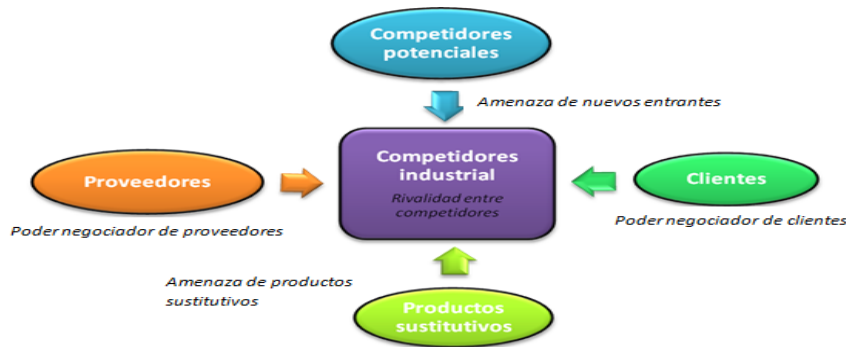 Competidores
potenciales
Amenaza de nuevos entrantes
Competidores
industrial
Rivalidad entre
competidores
Proveedores
Poder negociador de proveedores
Clientes
Poder negociador de clientes
Amenaza de productos
sustitutivos
Productos
sustitutivos